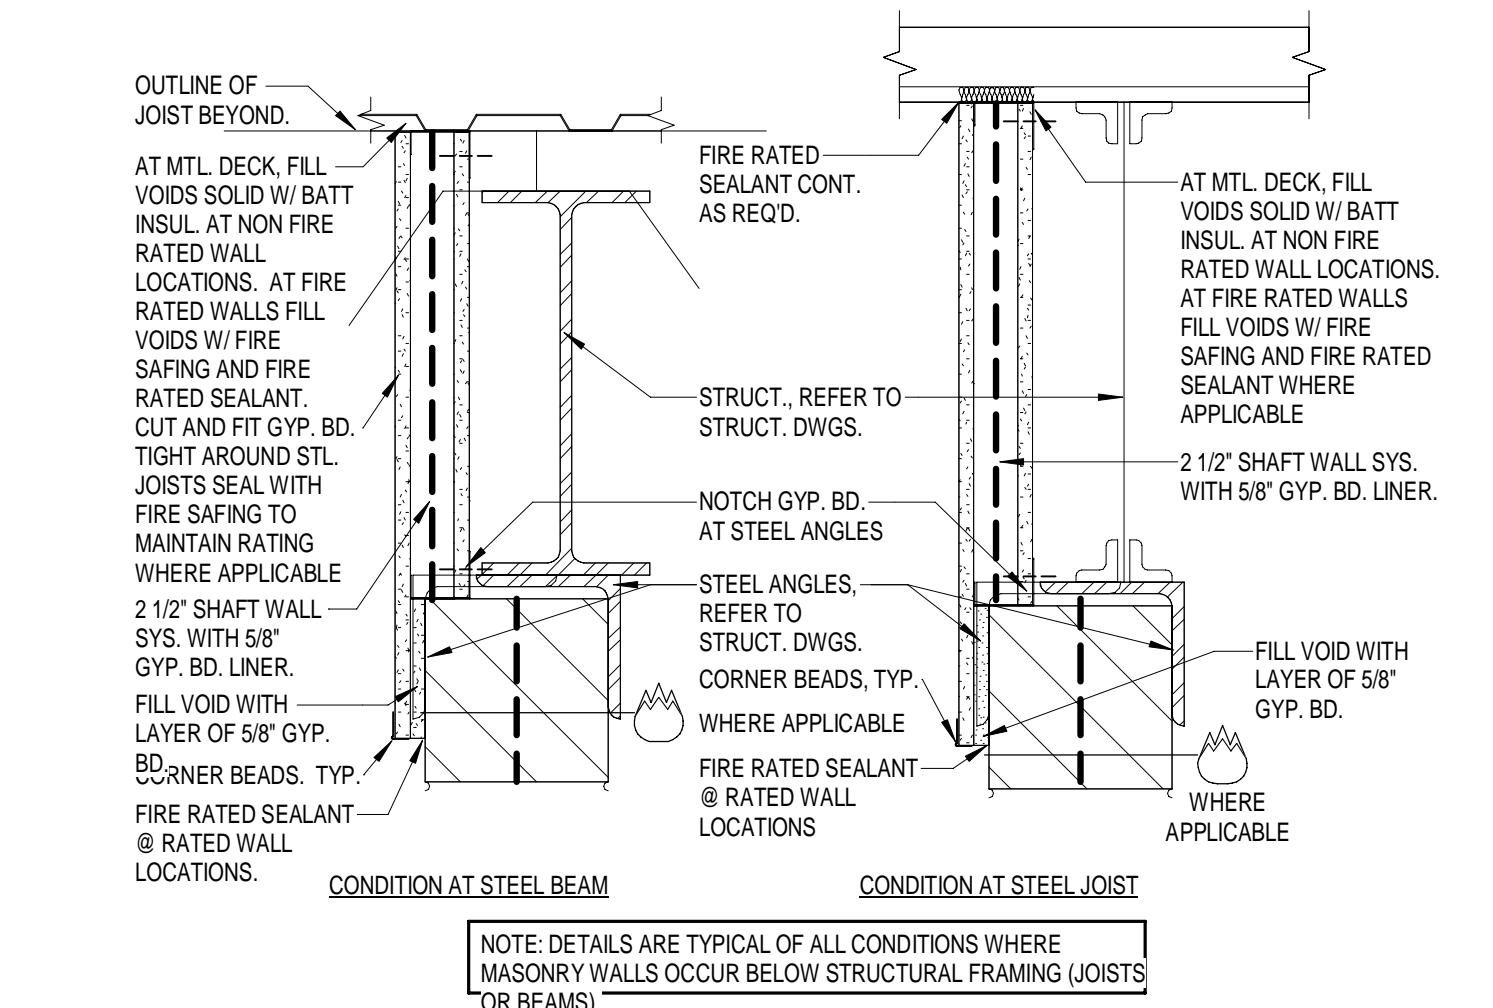 OUTLINE OF
JOIST BEYOND.
AT MTL. DECK, FILL
VOIDS SOLID W/ BATT
INSUL. AT NON FIRE
RATED WALL
LOCATIONS.  AT FIRE
RATED WALLS FILL
VOIDS W/ FIRE
SAFING AND FIRE
RATED SEALANT.
CUT AND FIT GYP. BD.
TIGHT AROUND STL.
JOISTS SEAL WITH
FIRE SAFING TO
MAINTAIN RATING
WHERE APPLICABLE
2 1/2" SHAFT WALL
SYS. WITH 5/8"
GYP. BD. LINER.
FILL VOID WITH
LAYER OF 5/8" GYP.
BD.
CORNER BEADS.  TYP.
FIRE RATED SEALANT
@ RATED WALL
LOCATIONS.
FIRE RATED
SEALANT CONT.
AS REQ'D.
STRUCT., REFER TO
STRUCT. DWGS.
NOTCH GYP. BD.
AT STEEL ANGLES
STEEL ANGLES,
REFER TO
STRUCT. DWGS.
CORNER BEADS, TYP.
WHERE APPLICABLE
FIRE RATED SEALANT
@ RATED WALL
LOCATIONS
AT MTL. DECK, FILL
VOIDS SOLID W/ BATT
INSUL. AT NON FIRE
RATED WALL LOCATIONS.
AT FIRE RATED WALLS
FILL VOIDS W/ FIRE
SAFING AND FIRE RATED
SEALANT WHERE
APPLICABLE
2 1/2" SHAFT WALL SYS.
WITH 5/8" GYP. BD. LINER.
FILL VOID WITH
LAYER OF 5/8"
GYP. BD.
WHERE
APPLICABLE
CONDITION AT STEEL BEAM
CONDITION AT STEEL JOIST
NOTE: DETAILS ARE TYPICAL OF ALL CONDITIONS WHERE
MASONRY WALLS OCCUR BELOW STRUCTURAL FRAMING (JOISTS
OR BEAMS)